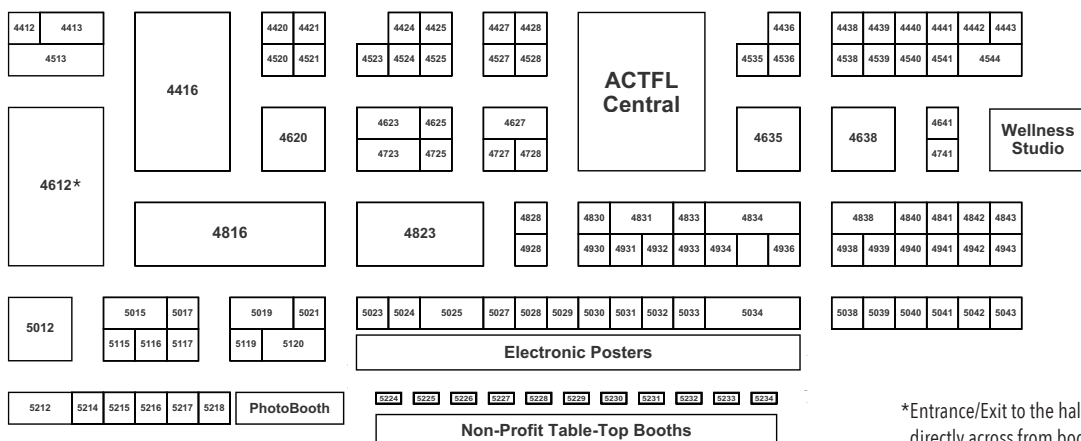 4412 4413 4420 4421 4424 4425 4427 4428 4436 4438 4439 4440 4441 4442 4443
4513 4520 4521 4523 4524 4525 4527 4528 4535 4536 4538 4539 4540 4541 4544
4416
ACTFL
Central
4620 4623 4625 4627 4635 4638 4641
4723 4725 4727 4728 4741
Wellness
Studio
4612*
4816 4823 4828 4830 4831 4833 4834 4838 4840 4841 4842 4843
4928 4930 4931 4932 4933 4934 4936 4938 4939 4940 4941 4942 4943
5012 5015 5017 5019 5021 5023 5024 5025 5027 5028 5029 5030 5031 5032 5033 5034 5038 5039 5040 5041 5042 5043
5115 5116 5117 5119 5120
Electronic Posters
5212 5214 5215 5216 5217 5218 PhotoBooth
5224 5225 5226 5227 5228 5229 5230 5231 5232 5233 5234
Non-Profit Table-Top Booths
*Entrance/Exit to the hal
directly across from boo